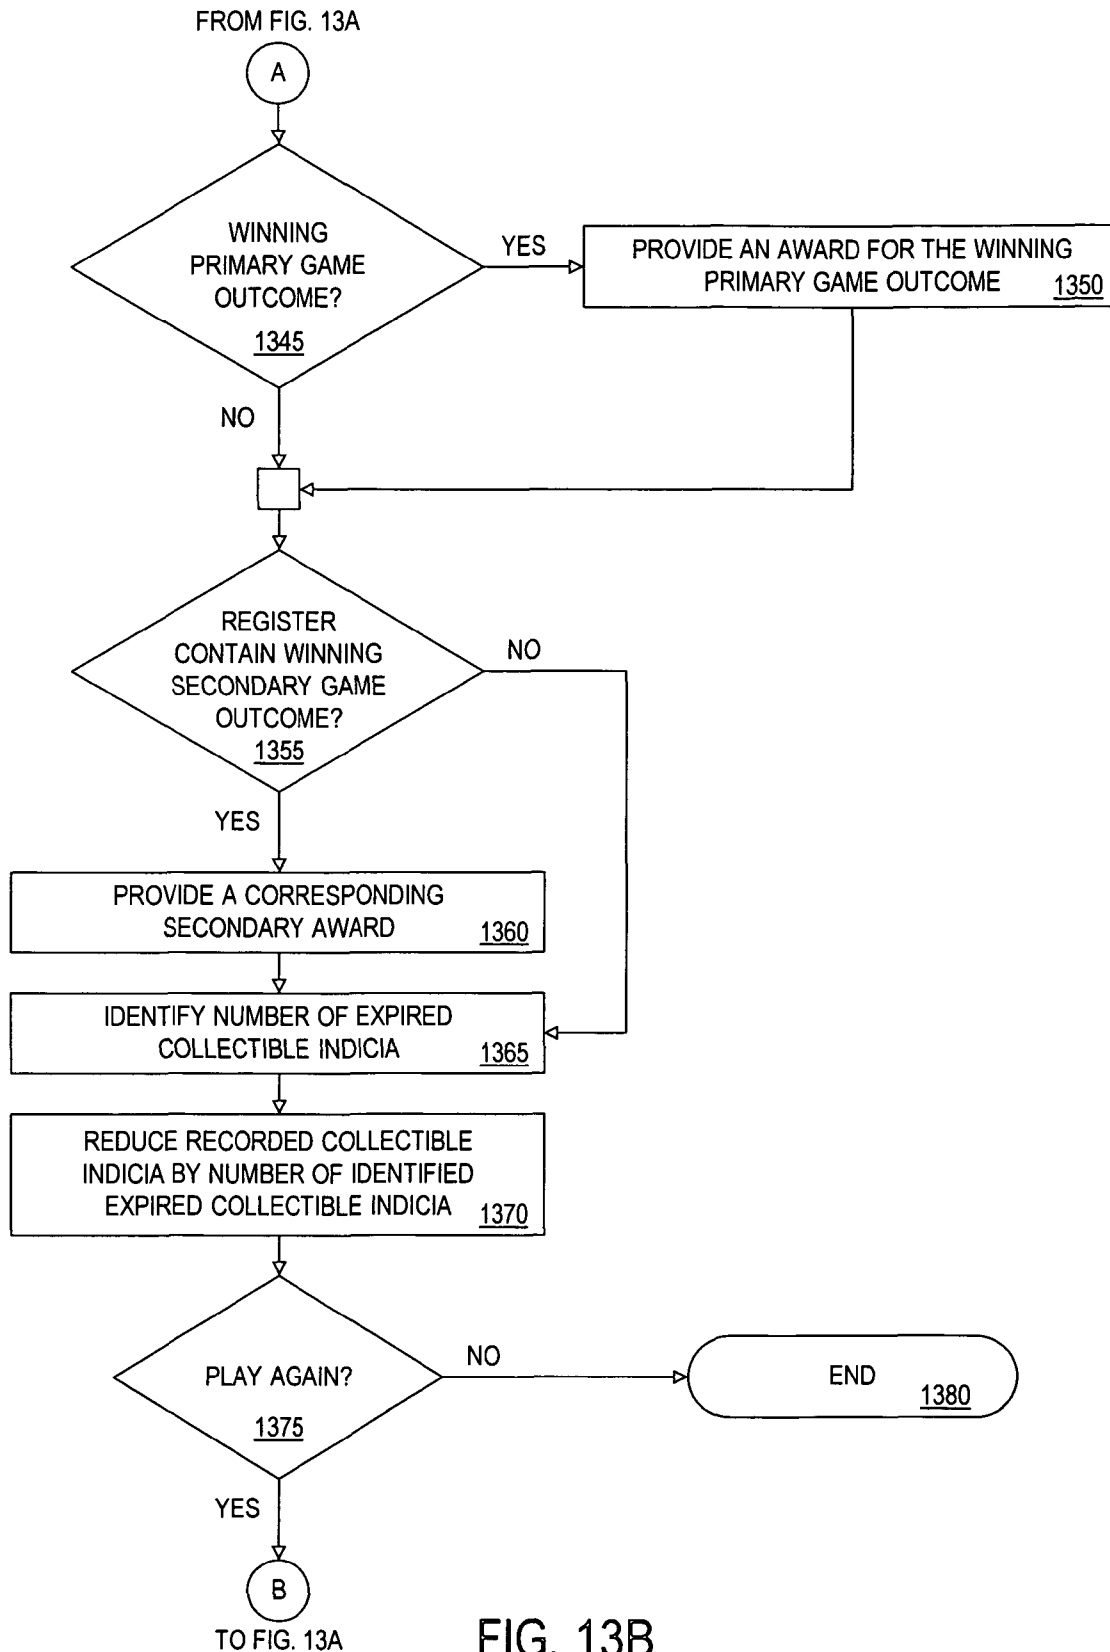 FROM FIG. 13A
A
WINNING
PRIMARY GAME
OUTCOME?
1345
YES
PROVIDE AN AWARD FOR THE WINNING
PRIMARY GAME OUTCOME 1350
NO
REGISTER
CONTAIN WINNING
SECONDARY GAME
OUTCOME?
1355
NO
YES
PROVIDE A CORRESPONDING
SECONDARY AWARD 1360
IDENTIFY NUMBER OF EXPIRED
COLLECTIBLE INDICIA 1365
REDUCE RECORDED COLLECTIBLE
INDICIA BY NUMBER OF IDENTIFIED
EXPIRED COLLECTIBLE INDICIA 1370
PLAY AGAIN?
1375
NO
END
1380
YES
B
TO FIG. 13A
FIG. 13B